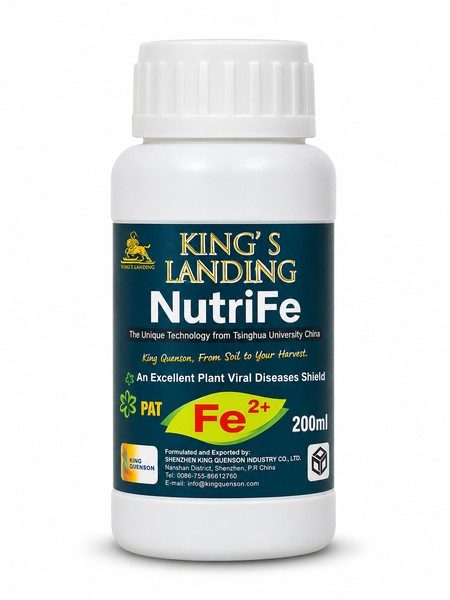 KING'S LANDING
KING'S
LANDING
NutriFe
The Unique Technology from Tsinghua University China
King Quenson, From Soil to Your Harvest.
An Excellent Plant Viral Diseases Shield
PAT
Fe2+
200ml
KING
QUENSON
Formulated and Exported by:
SHENZHEN KING QUENSON INDUSTRY CO., LTD.
Nanshan District, Shenzhen, P.R China
Tel: 0086-755-86612760
E-mail: info@kingquenson.com